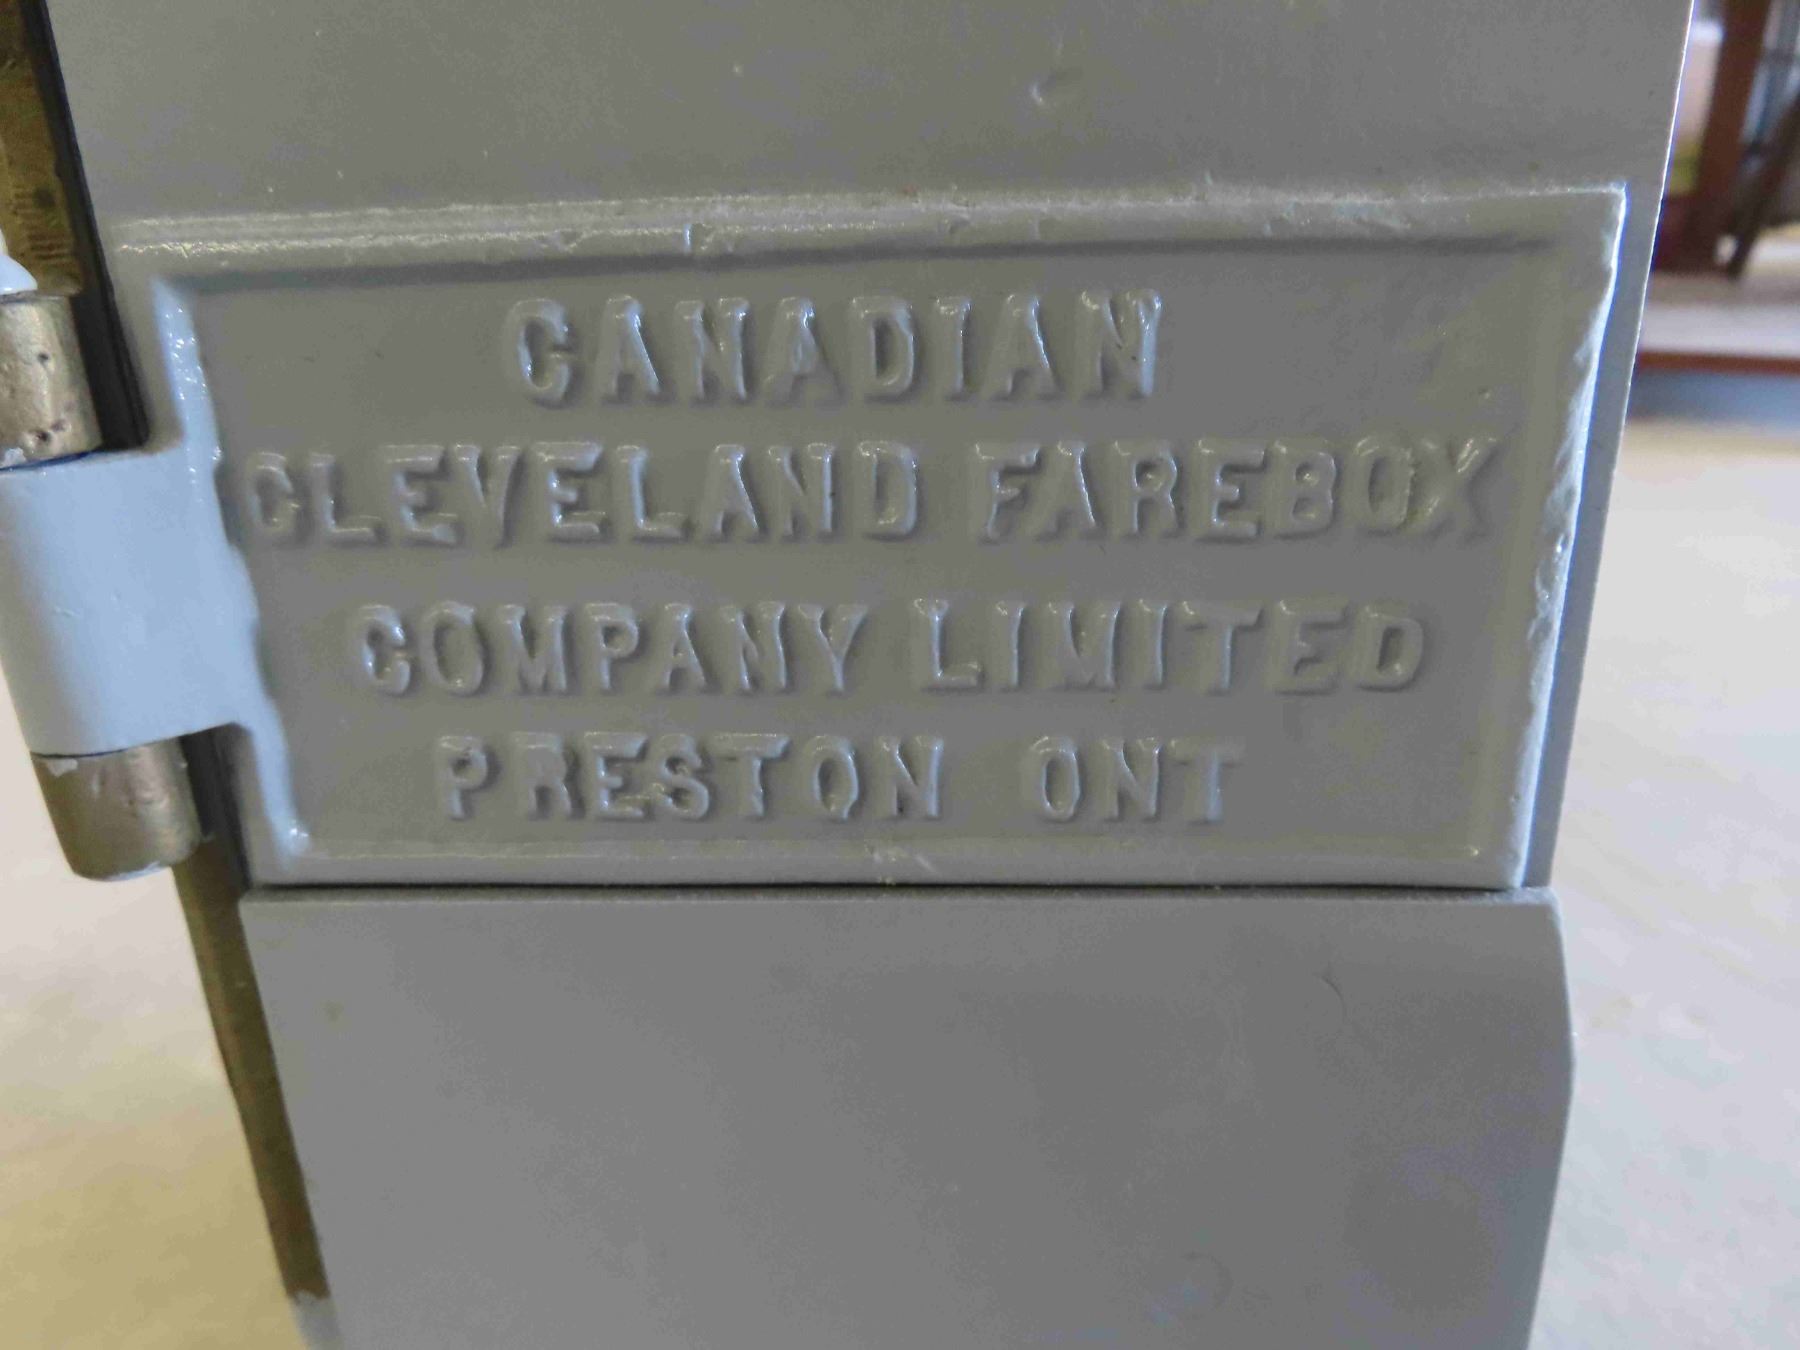 CANADIAN
CLEVELAND FAREBOX
COMPANY LIMITED
PRESTON ONT